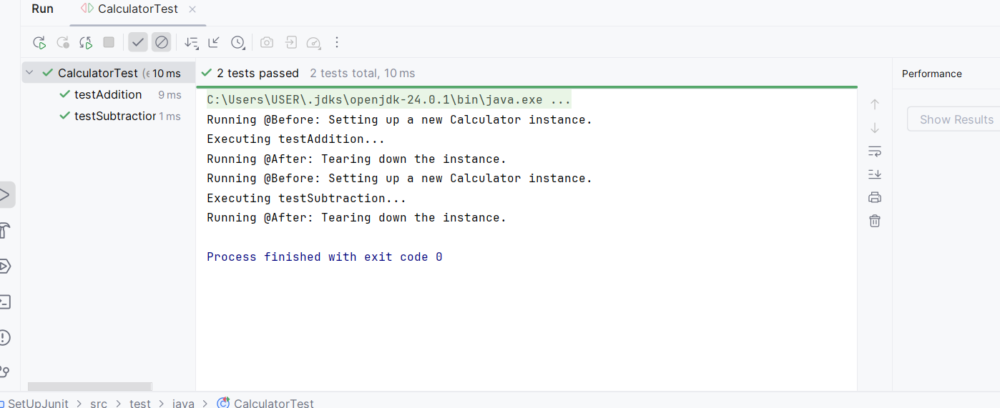 Run CalculatorTest
CalculatorTest (e 10 ms
testAddition 9 ms
testSubtraction 1 ms
2 tests passed 2 tests total, 10 ms
C:\Users\USER\.jdks\openjdk-24.0.1\bin\java.exe ...
Running @Before: Setting up a new Calculator instance.
Executing testAddition...
Running @After: Tearing down the instance.
Running @Before: Setting up a new Calculator instance.
Executing testSubtraction...
Running @After: Tearing down the instance.
Process finished with exit code 0
Performance
Show Results
SetUpJunit > src > test > java > CalculatorTest